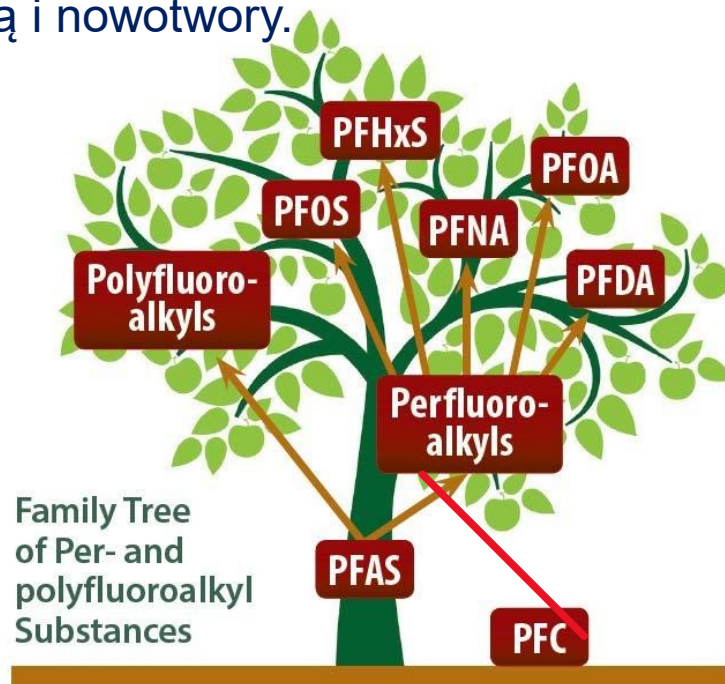 ą i nowotwory.
PFHxS
PFOA
PFOS
PFNA
PFDA
Polyfluoro-
alkyls
Perfluoro-
alkyls
Family Tree
of Per- and
polyfluoroalkyl
Substances
PFAS
PFC